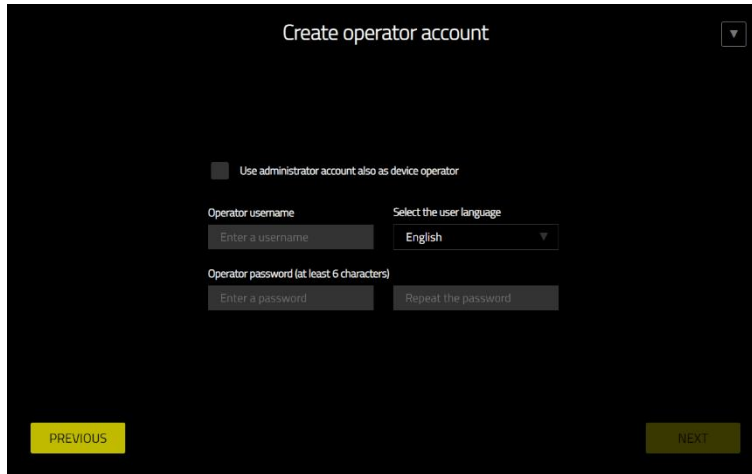 Create operator account
▼
Use administrator account also as device operator
Operator username
Select the user language
Enter a username
English ▼
Operator password (at least 6 characters)
Enter a password
Repeat the password
PREVIOUS
NEXT